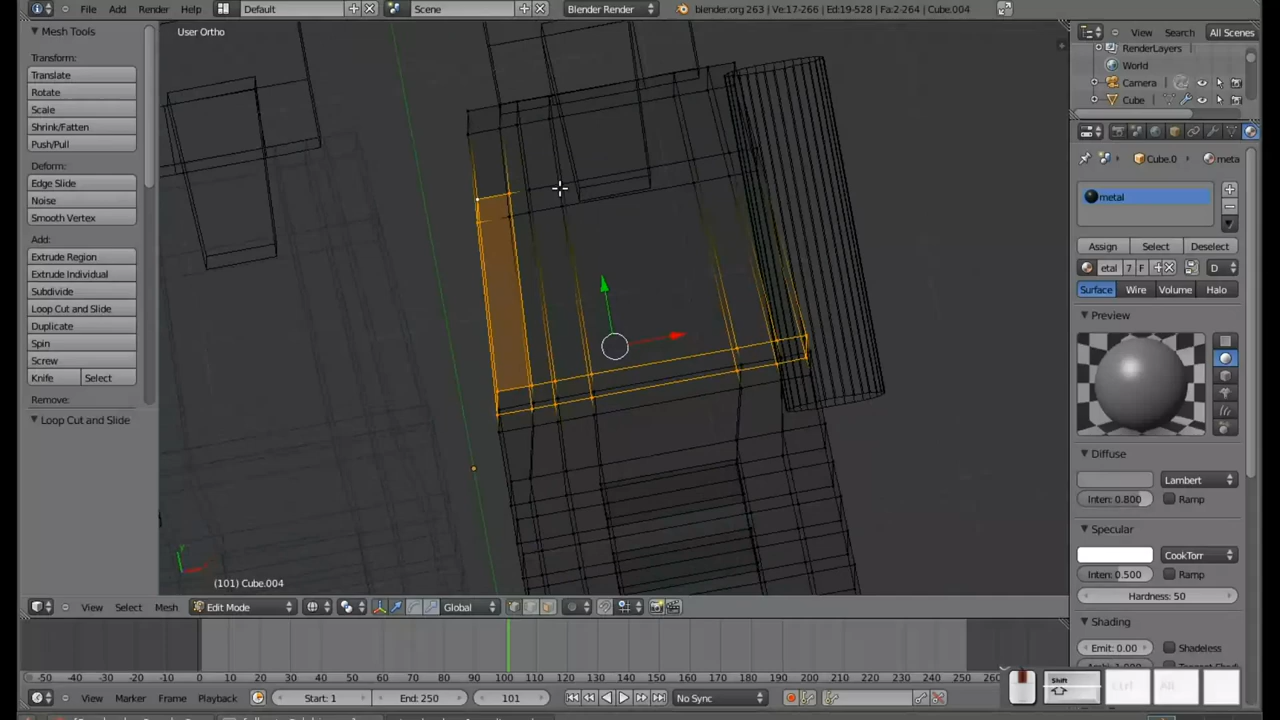 File Add Render Help Default Scene Blender Render blender.org 263 | Ve:17-266 | Ed:19-528 | Fa:2-264 | Cube.004
Mesh Tools
User Ortho
View Search All Scenes
RenderLayers
World
Camera
Cube
Transform:
Translate
Rotate
Scale
Shrink/Fatten
Push/Pull
Deform:
Edge Slide
Noise
Smooth Vertex
Add:
Extrude Region
Extrude Individual
Subdivide
Loop Cut and Slide
Duplicate
Spin
Screw
Knife Select
Remove:
Loop Cut and Slide
(101) Cube.004
Cube.0 meta
metal
Assign Select Deselect
etal 7 F D
Surface Wire Volume Halo
Preview
Diffuse
Lambert
Inten: 0.800 Ramp
Specular
CookTorr
Inten: 0.500 Ramp
Hardness: 50
Shading
Emit: 0.00 Shadeless
View Select Mesh Edit Mode Global
-50 -40 -30 -20 -10 0 10 20 30 40 50 60 70 80 90 100 110 120 130 140 150 160 170 180 190 200 210 220 230 240 250
View Marker Frame Playback Start: 1 End: 250 101 No Sync
Shift Ctrl Alt